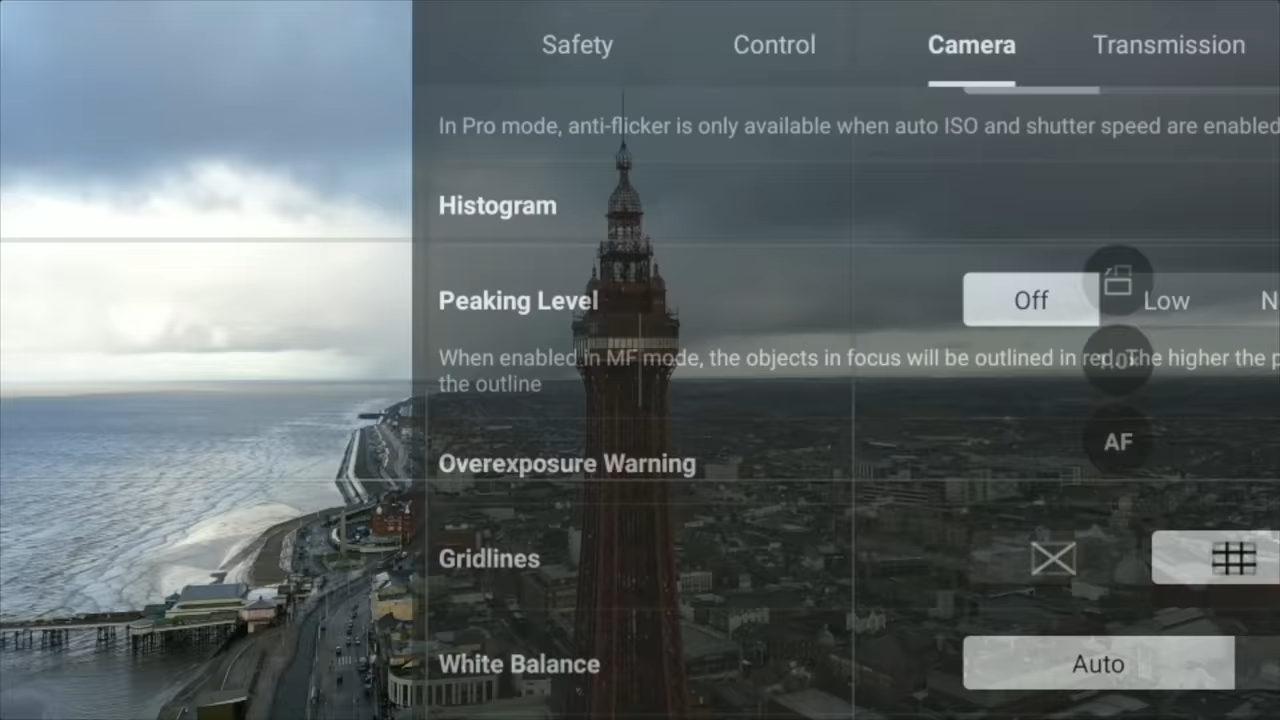 Safety Control Camera Transmission
In Pro mode, anti-flicker is only available when auto ISO and shutter speed are enabled
Histogram
Peaking Level Off Low N
When enabled in MF mode, the objects in focus will be outlined in red. The higher the p
the outline
AF
Overexposure Warning
Gridlines
White Balance Auto